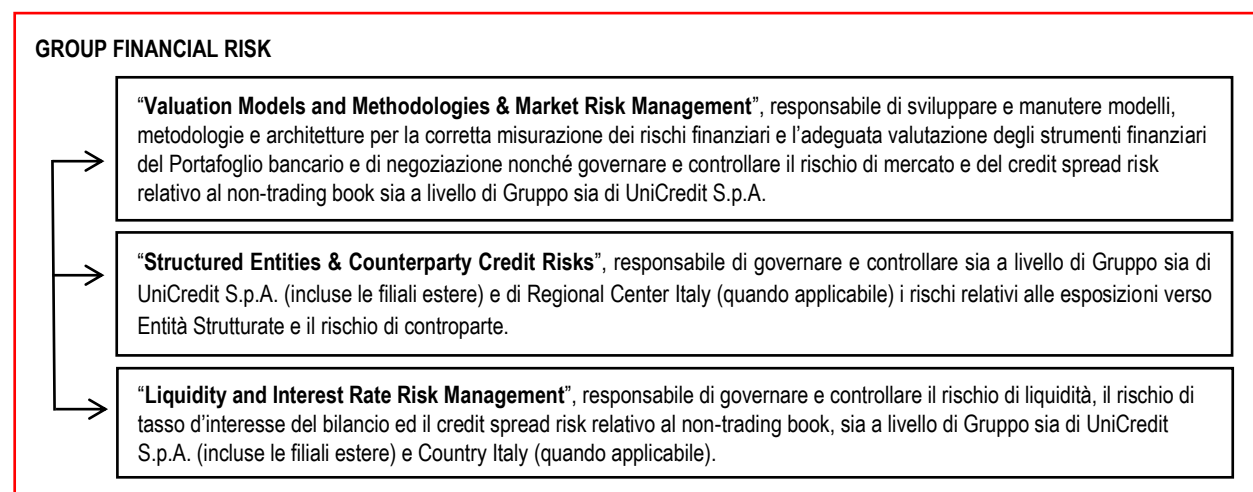 GROUP FINANCIAL RISK
“Valuation Models and Methodologies & Market Risk Management”, responsabile di sviluppare e manutere modelli,
metodologie e architetture per la corretta misurazione dei rischi finanziari e l’adeguata valutazione degli strumenti finanziari
del Portafoglio bancario e di negoziazione nonché governare e controllare il rischio di mercato e del credit spread risk
relativo al non-trading book sia a livello di Gruppo sia di UniCredit S.p.A.
“Structured Entities & Counterparty Credit Risks”, responsabile di governare e controllare sia a livello di Gruppo sia di
UniCredit S.p.A. (incluse le filiali estere) e di Regional Center Italy (quando applicabile) i rischi relativi alle esposizioni verso
Entità Strutturate e il rischio di controparte.
“Liquidity and Interest Rate Risk Management”, responsabile di governare e controllare il rischio di liquidità, il rischio di
tasso d’interesse del bilancio ed il credit spread risk relativo al non-trading book, sia a livello di Gruppo sia di UniCredit
S.p.A. (incluse le filiali estere) e Country Italy (quando applicabile).